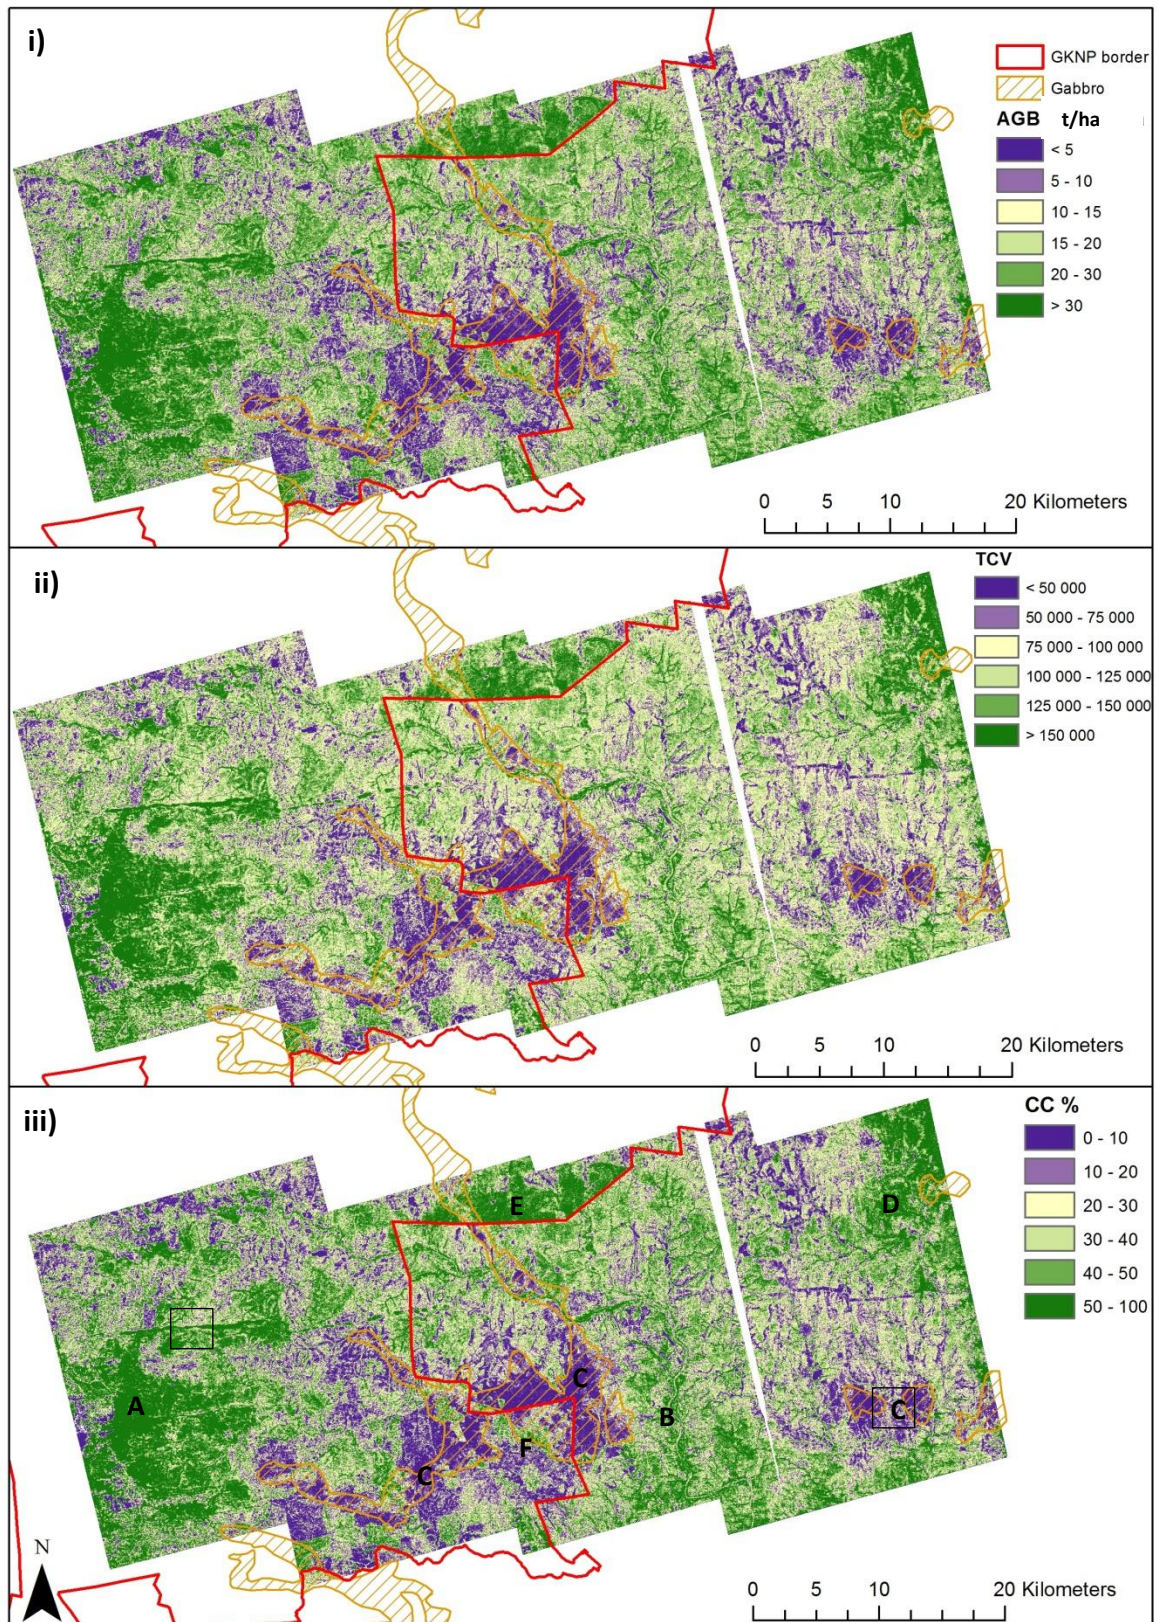 i)
GKNP border
Gabbro
AGB t/ha
< 5
5 - 10
10 - 15
15 - 20
20 - 30
> 30
0 5 10 20 Kilometers
ii)
TCV
< 50 000
50 000 - 75 000
75 000 - 100 000
100 000 - 125 000
125 000 - 150 000
> 150 000
0 5 10 20 Kilometers
iii)
CC %
0 - 10
10 - 20
20 - 30
30 - 40
40 - 50
50 - 100
E
D
A
C
B
C
F
C
N
0 5 10 20 Kilometers